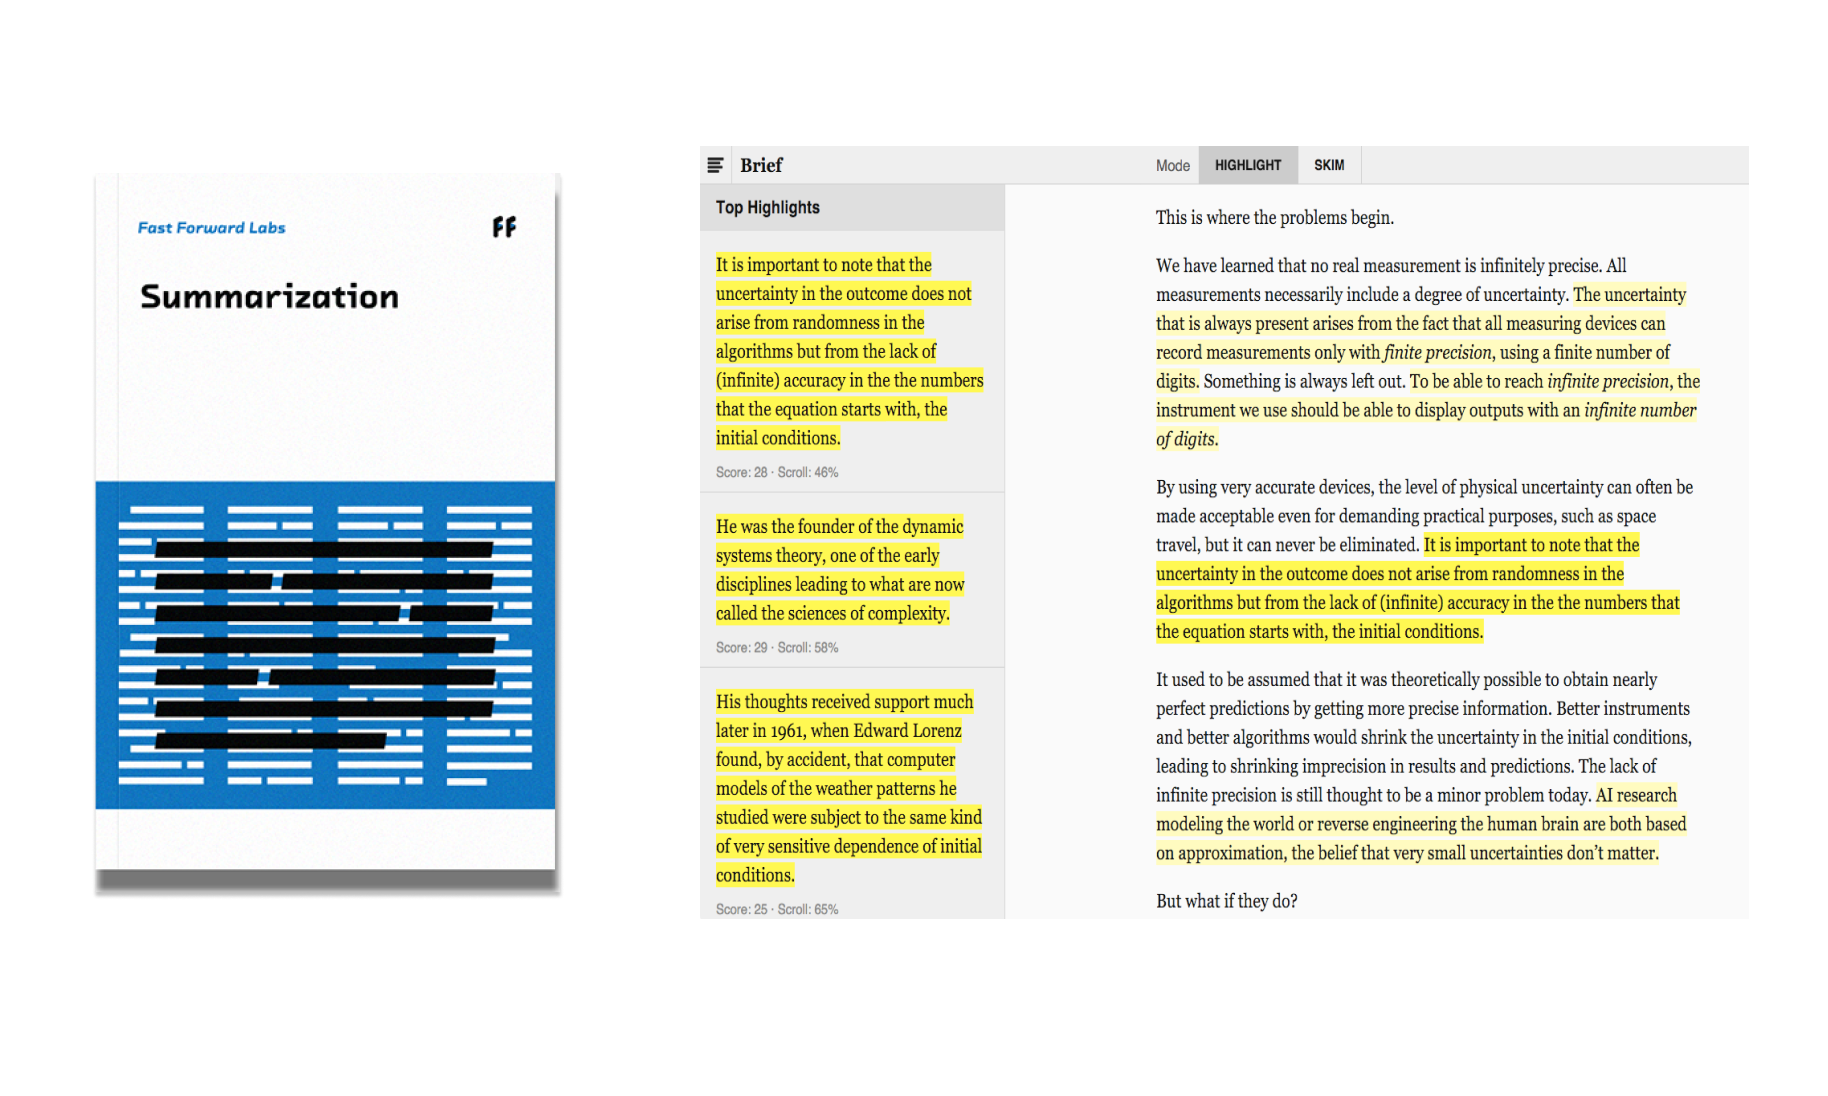 Fast Forward Labs
FF
Summarization
Brief
Mode
HIGHLIGHT
SKIM
Top Highlights
It is important to note that the
uncertainty in the outcome does not
arise from randomness in the
algorithms but from the lack of
(infinite) accuracy in the the numbers
that the equation starts with, the
initial conditions.
Score: 28 · Scroll: 46%
He was the founder of the dynamic
systems theory, one of the early
disciplines leading to what are now
called the sciences of complexity.
Score: 29 · Scroll: 58%
His thoughts received support much
later in 1961, when Edward Lorenz
found, by accident, that computer
models of the weather patterns he
studied were subject to the same kind
of very sensitive dependence of initial
conditions.
Score: 25 · Scroll: 65%
This is where the problems begin.
We have learned that no real measurement is infinitely precise. All
measurements necessarily include a degree of uncertainty. The uncertainty
that is always present arises from the fact that all measuring devices can
record measurements only with finite precision, using a finite number of
digits. Something is always left out. To be able to reach infinite precision, the
instrument we use should be able to display outputs with an infinite number
of digits.
By using very accurate devices, the level of physical uncertainty can often be
made acceptable even for demanding practical purposes, such as space
travel, but it can never be eliminated. It is important to note that the
uncertainty in the outcome does not arise from randomness in the
algorithms but from the lack of (infinite) accuracy in the the numbers that
the equation starts with, the initial conditions.
It used to be assumed that it was theoretically possible to obtain nearly
perfect predictions by getting more precise information. Better instruments
and better algorithms would shrink the uncertainty in the initial conditions,
leading to shrinking imprecision in results and predictions. The lack of
infinite precision is still thought to be a minor problem today. AI research
modeling the world or reverse engineering the human brain are both based
on approximation, the belief that very small uncertainties don't matter.
But what if they do?